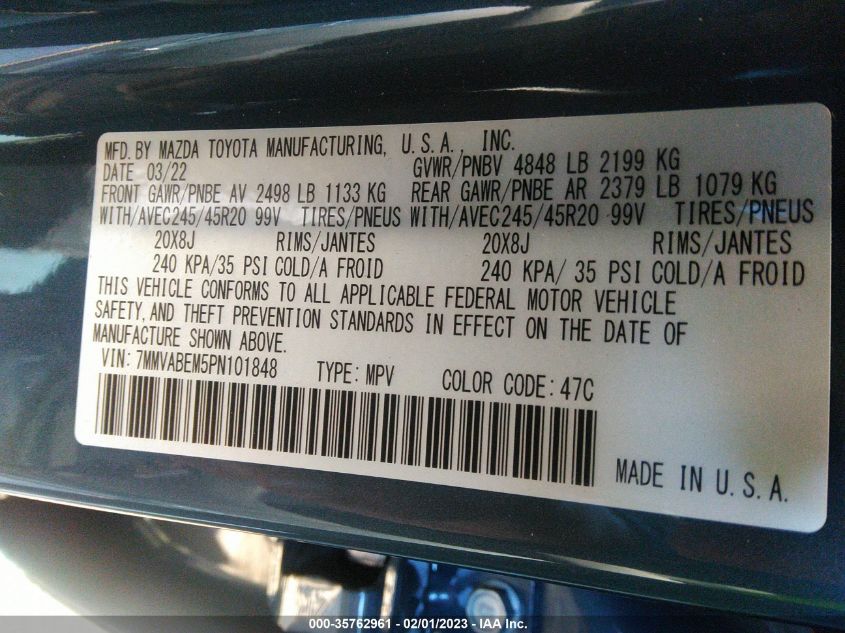 MFD. BY MAZDA TOYOTA MANUFACTURING, U.S.A., INC.
DATE 03/22 GVWR/PNBV 4848 LB 2199 KG
FRONT GAWR/PNBE AV 2498 LB 1133 KG REAR GAWR/PNBE AR 2379 LB 1079 KG
WITH/AVEC245/45R20 99V TIRES/PNEUS WITH/AVEC245/45R20 99V TIRES/PNEUS
20X8J RIMS/JANTES 20X8J RIMS/JANTES
240 KPA/35 PSI COLD/A FROID 240 KPA/ 35 PSI COLD/A FROID
THIS VEHICLE CONFORMS TO ALL APPLICABLE FEDERAL MOTOR VEHICLE
SAFETY, AND THEFT PREVENTION STANDARDS IN EFFECT ON THE DATE OF
MANUFACTURE SHOWN ABOVE.
VIN: 7MMVABEM5PN101848 TYPE: MPV COLOR CODE: 47C
MADE IN U.S.A.
000-35762961 - 02/01/2023 - IAA Inc.